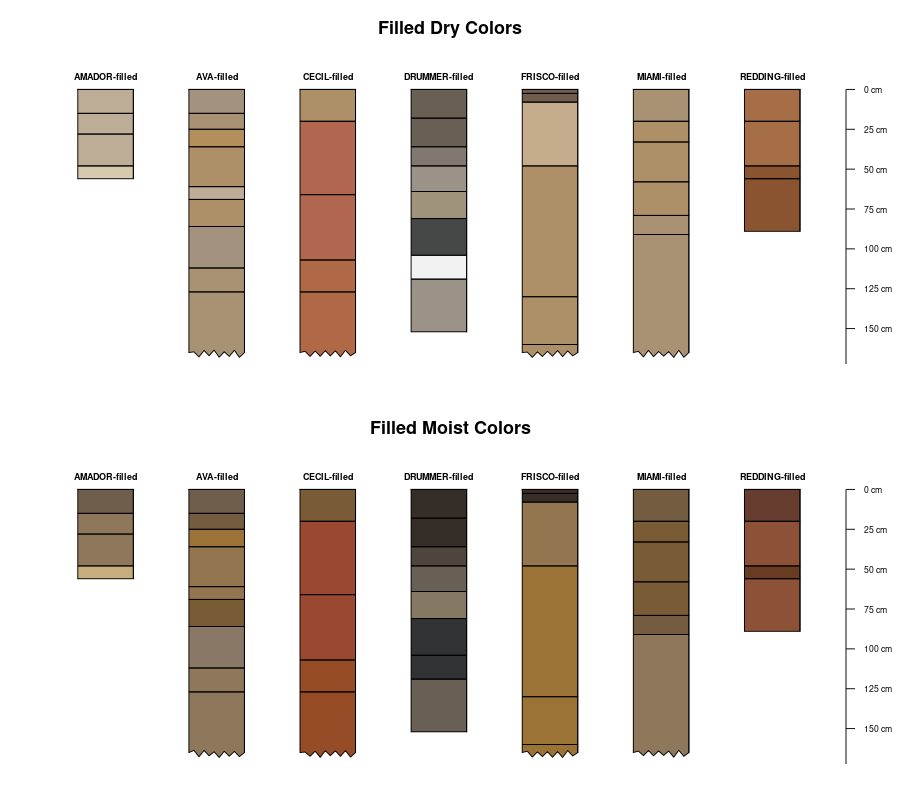 Filled Dry Colors
AMADOR-filled AVA-filled CECIL-filled DRUMMER-filled FRISCO-filled MIAMI-filled REDDING-filled
0 cm
25 cm
50 cm
75 cm
100 cm
125 cm
150 cm
Filled Moist Colors
AMADOR-filled AVA-filled CECIL-filled DRUMMER-filled FRISCO-filled MIAMI-filled REDDING-filled
0 cm
25 cm
50 cm
75 cm
100 cm
125 cm
150 cm